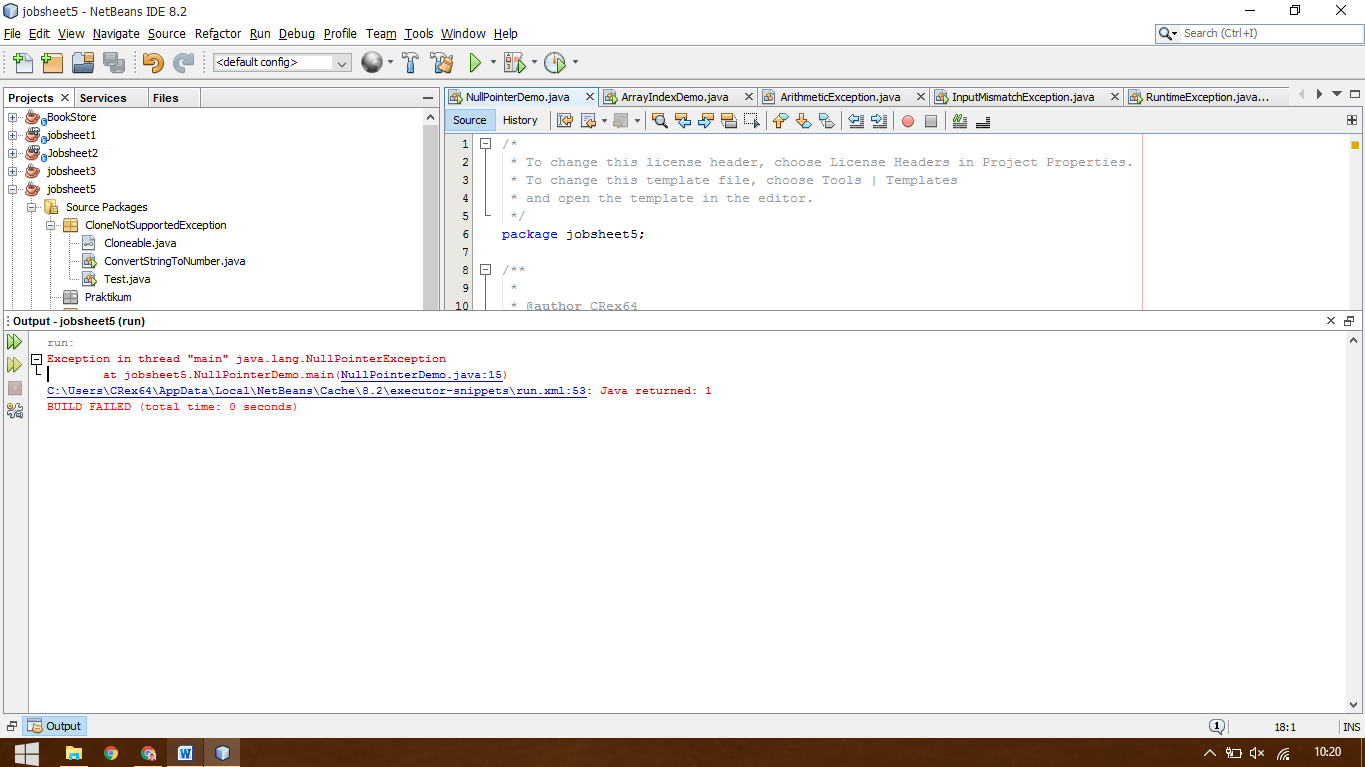 jobsheet5 - NetBeans IDE 8.2
File Edit View Navigate Source Refactor Run Debug Profile Team Tools Window Help
Search (Ctrl+I)
<default config>
Projects Services Files
BookStore
jobsheet1
Jobsheet2
jobsheet3
jobsheet5
Source Packages
CloneNotSupportedException
Cloneable.java
ConvertStringToNumber.java
Test.java
Praktikum
NullPointerDemo.java ArrayIndexDemo.java ArithmeticException.java InputMismatchException.java RuntimeException.java...
Source History
1 /*
2 * To change this license header, choose License Headers in Project Properties.
3 * To change this template file, choose Tools | Templates
4 * and open the template in the editor.
5 */
6 package jobsheet5;
7
8 /**
9 *
10 * @author CRex64
Output - jobsheet5 (run)
run:
Exception in thread "main" java.lang.NullPointerException
at jobsheet5.NullPointerDemo.main(NullPointerDemo.java:15)
C:\Users\CRex64\AppData\Local\NetBeans\Cache\8.2\executor-snippets\run.xml:53: Java returned: 1
BUILD FAILED (total time: 0 seconds)
Output
1
18:1
INS
10:20